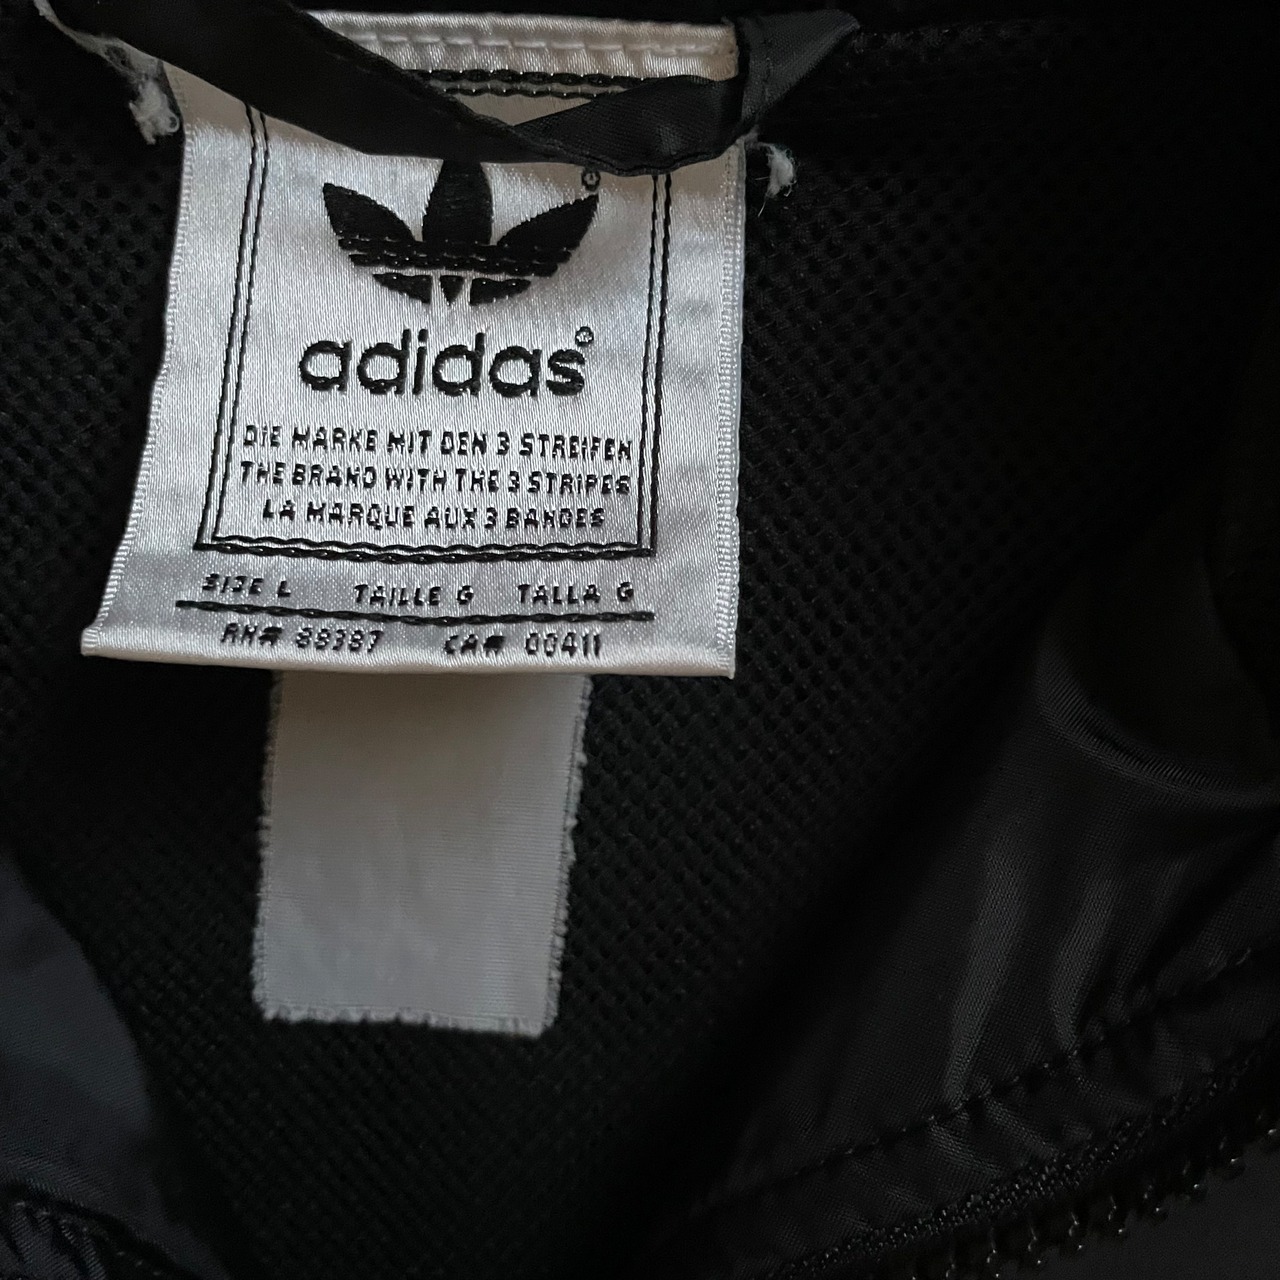 adidas®
DIE MARKE MIT DEN 3 STREIFEN
THE BRAND WITH THE 3 STRIPES
LA MARQUE AUX 3 BANDES
SIZE L TAILLE G TALLA G
RN# 88387 CA# 00411